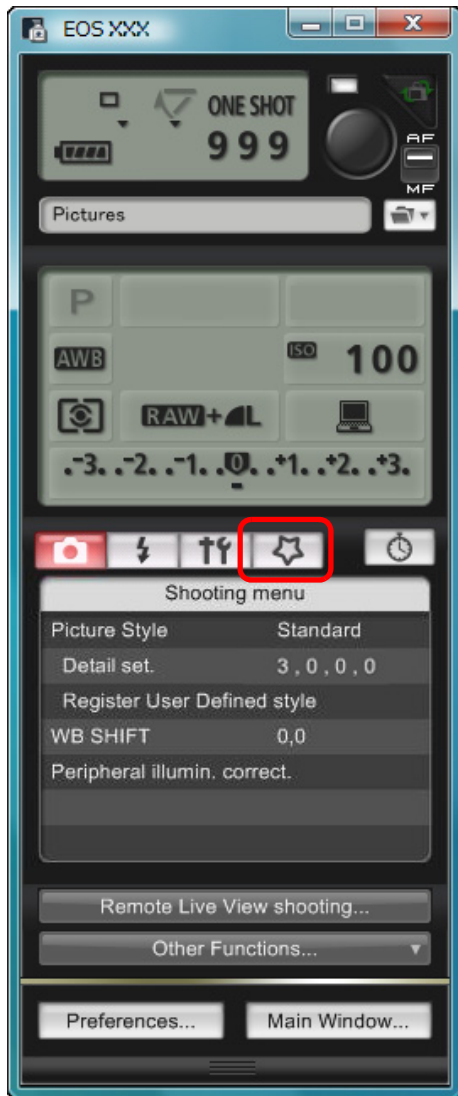 EOS XXX
ONE SHOT
999
AF
MF
Pictures
P
AWB
ISO 100
RAW+L
.-3. .-2. .-1. .0. .+1. .+2. .+3.
Shooting menu
Picture Style Standard
Detail set. 3 , 0 , 0 , 0
Register User Defined style
WB SHIFT 0,0
Peripheral illumin. correct.
Remote Live View shooting...
Other Functions...
Preferences... Main Window...